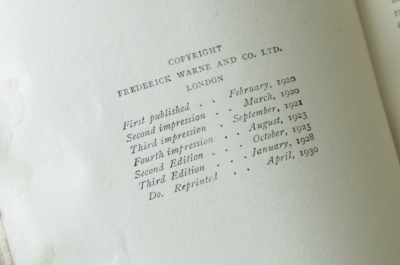 COPYRIGHT
FREDERICK WARNE AND CO. LTD.
LONDON
First published . . February, 1920
Second impression . . March, 1920
Third impression . September, 1921
Fourth impression . . August, 1923
Second Edition . . . October, 1925
Third Edition . . . January, 1928
Do. Reprinted . . April, 1930